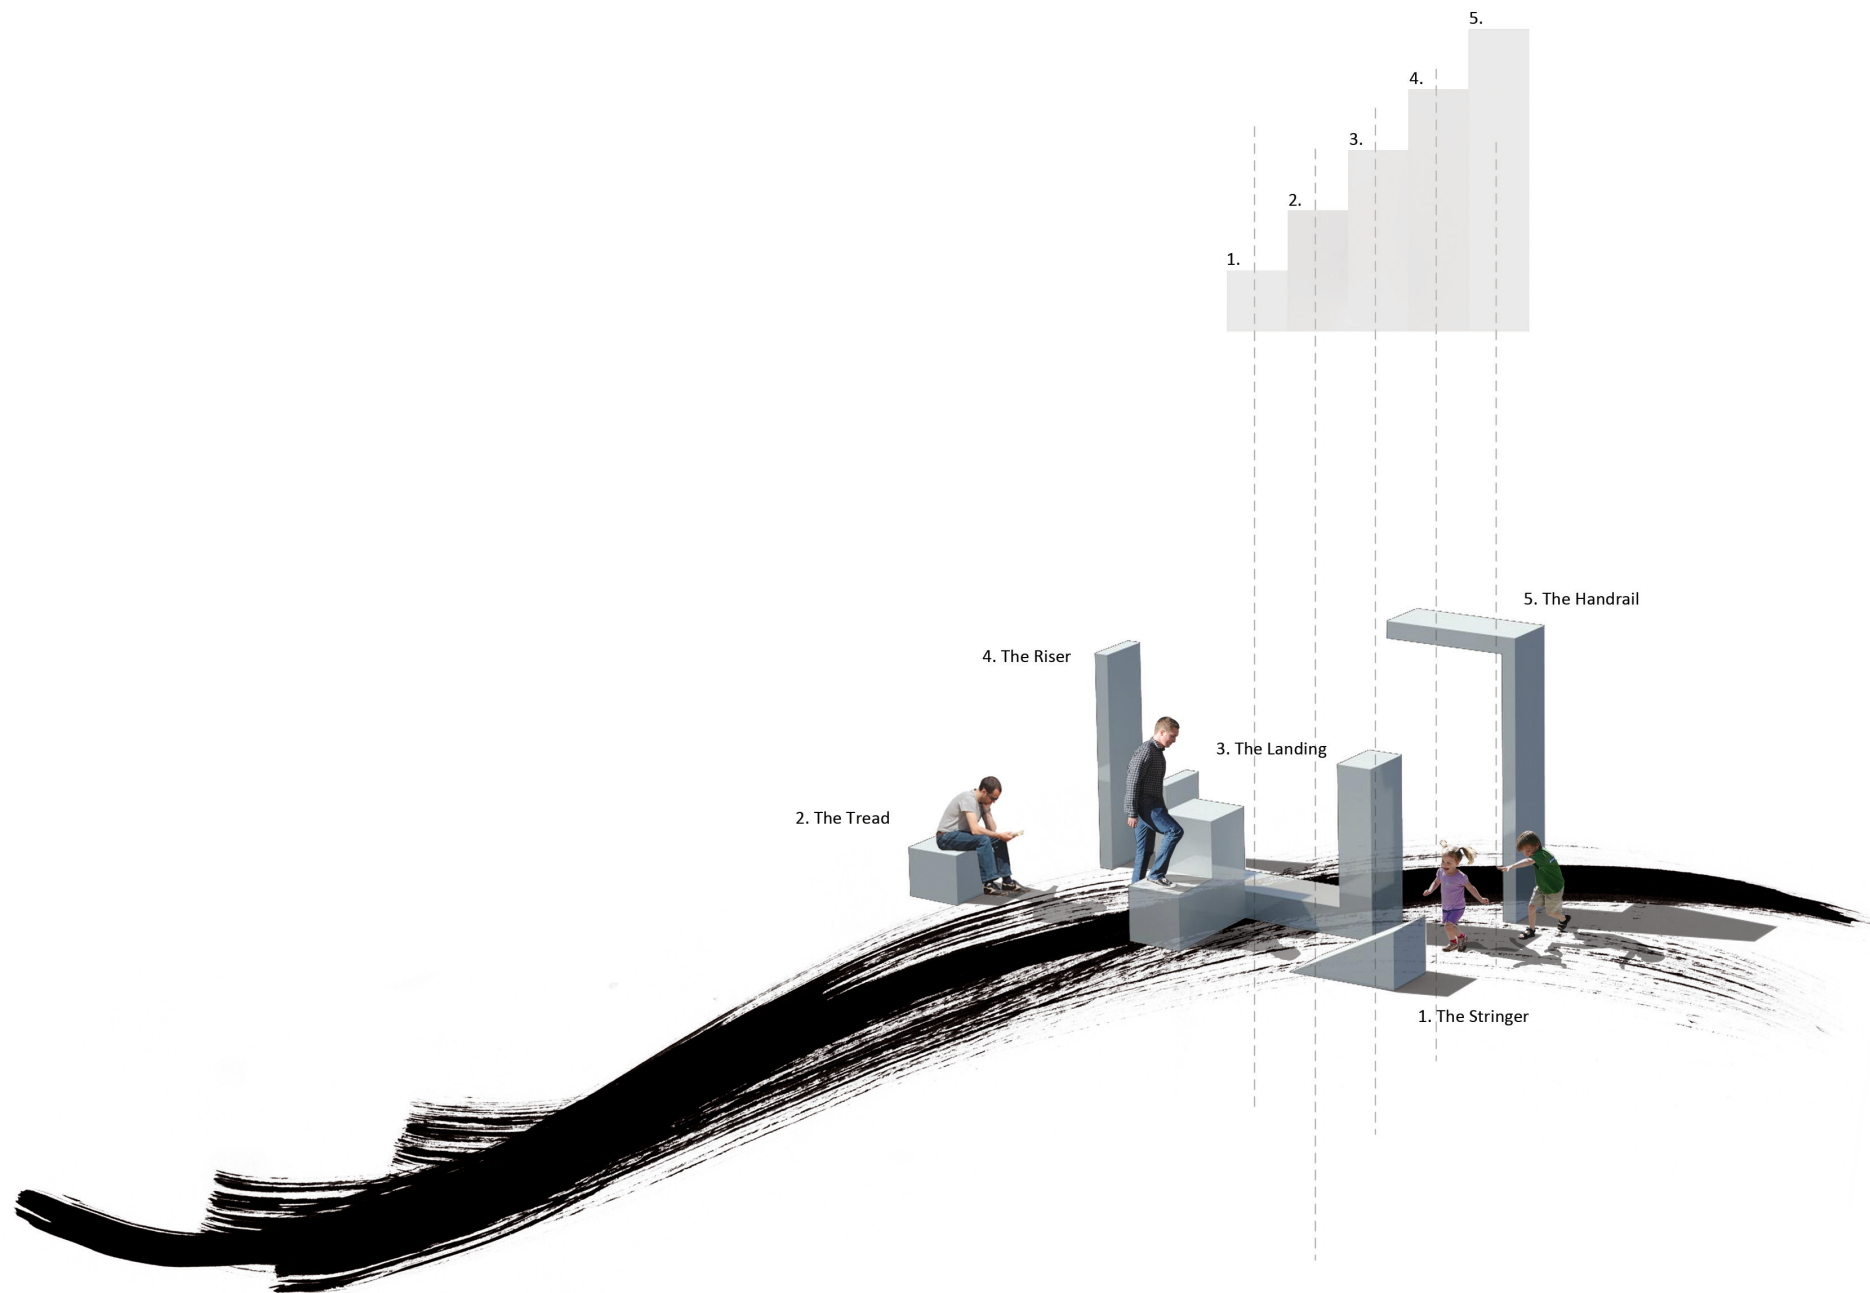 5.
4.
3.
2.
1.
5. The Handrail
4. The Riser
3. The Landing
2. The Tread
1. The Stringer